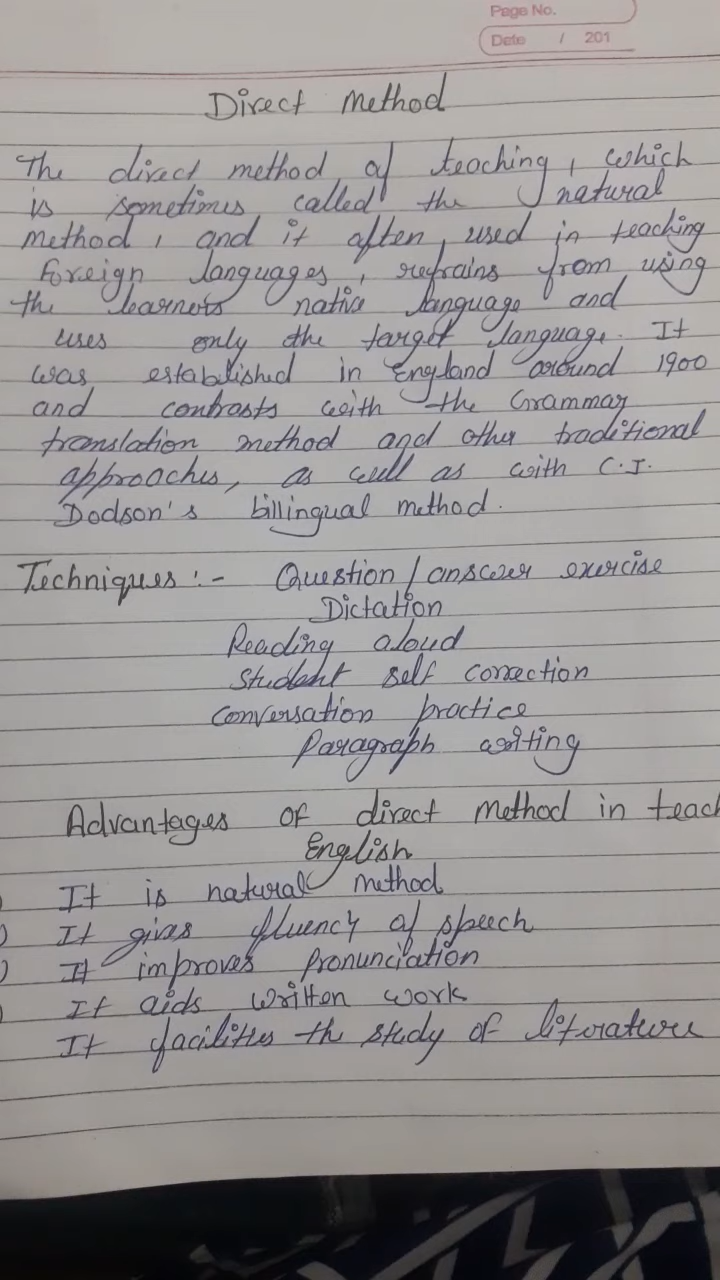 Page No.
Date / 201
Direct Method
The direct method of teaching, which
is sometimes called the natural
method, and it often used in teaching
foreign languages, refrains from using
the learners native language and
uses only the target language. It
was established in England around 1900
and contrasts with the Grammar
translation method and other traditional
approaches, as well as with C.J.
Dodson's billingual method.
Techniques :- Question / answer exercise
Dictation
Reading aloud
Student self correction
Conversation practice
Paragraph writing
Advantages of direct method in teach
English
It is natural method
It gives fluency of speech
It improves Pronunciation
It aids written work
It facilities the study of literature